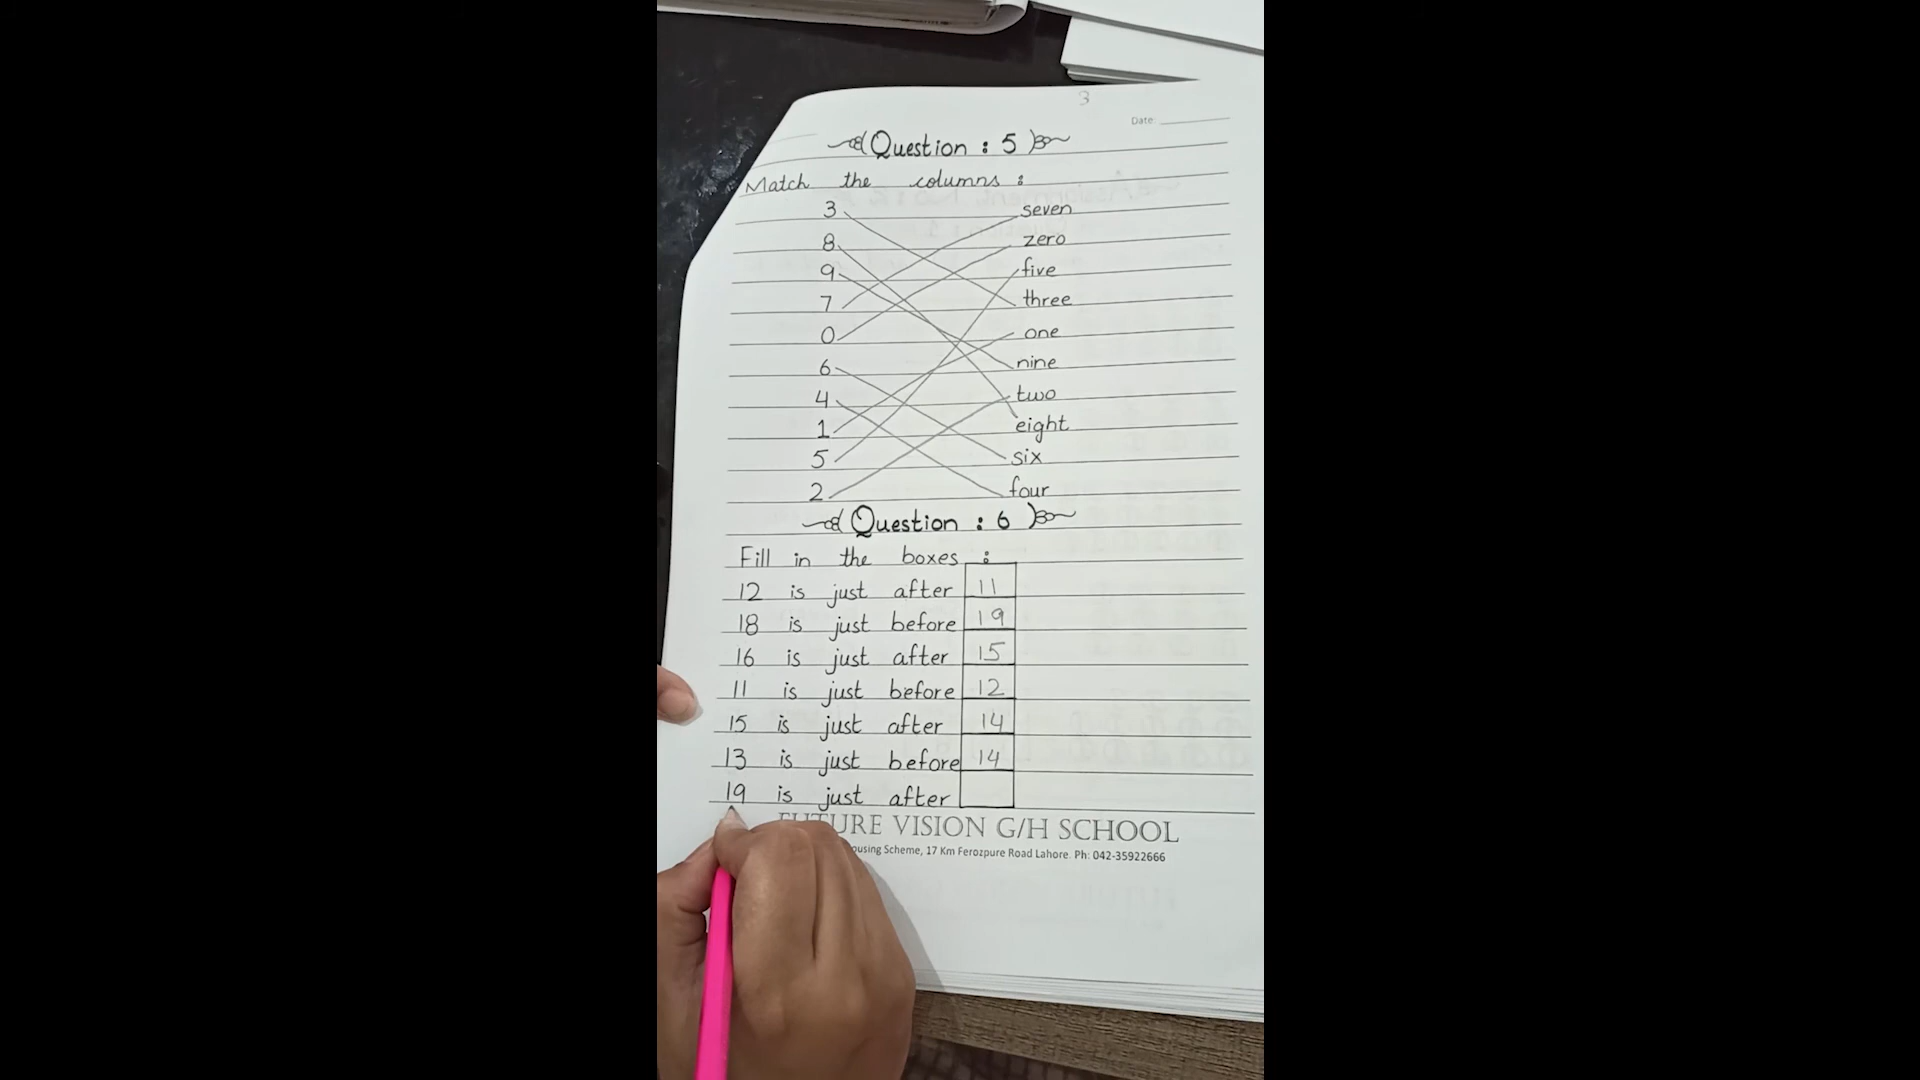 3
Date:
Question : 5
Match the columns :
3 seven
8 zero
9 five
7 three
0 one
6 nine
4 two
1 eight
5 six
2 four
Question : 6
Fill in the boxes :
12 is just after 11
18 is just before 19
16 is just after 15
11 is just before 12
15 is just after 14
13 is just before 14
19 is just after
FUTURE VISION G/H SCHOOL
Scheme, 17 Km Ferozpure Road Lahore. Ph: 042-35922666